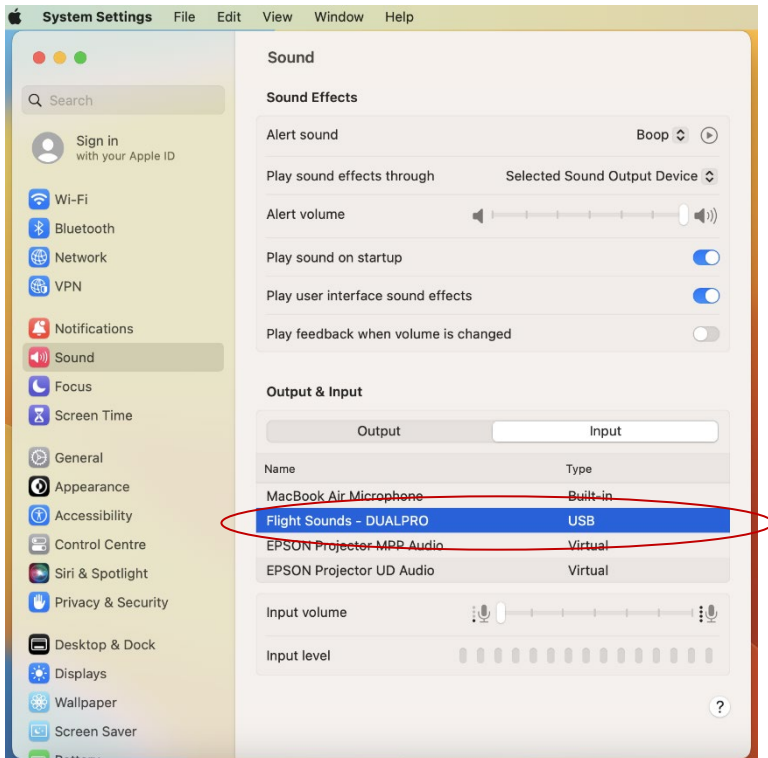 System Settings File Edit View Window Help
Sound
Search
Sign in
with your Apple ID
Wi-Fi
Bluetooth
Network
VPN
Notifications
Sound
Focus
Screen Time
General
Appearance
Accessibility
Control Centre
Siri & Spotlight
Privacy & Security
Desktop & Dock
Displays
Wallpaper
Screen Saver
Sound Effects
Alert sound Boop
Play sound effects through Selected Sound Output Device
Alert volume
Play sound on startup
Play user interface sound effects
Play feedback when volume is changed
Output & Input
Output Input
Name Type
MacBook Air Microphone Built-in
Flight Sounds - DUALPRO USB
EPSON Projector MPP Audio Virtual
EPSON Projector UD Audio Virtual
Input volume
Input level
?